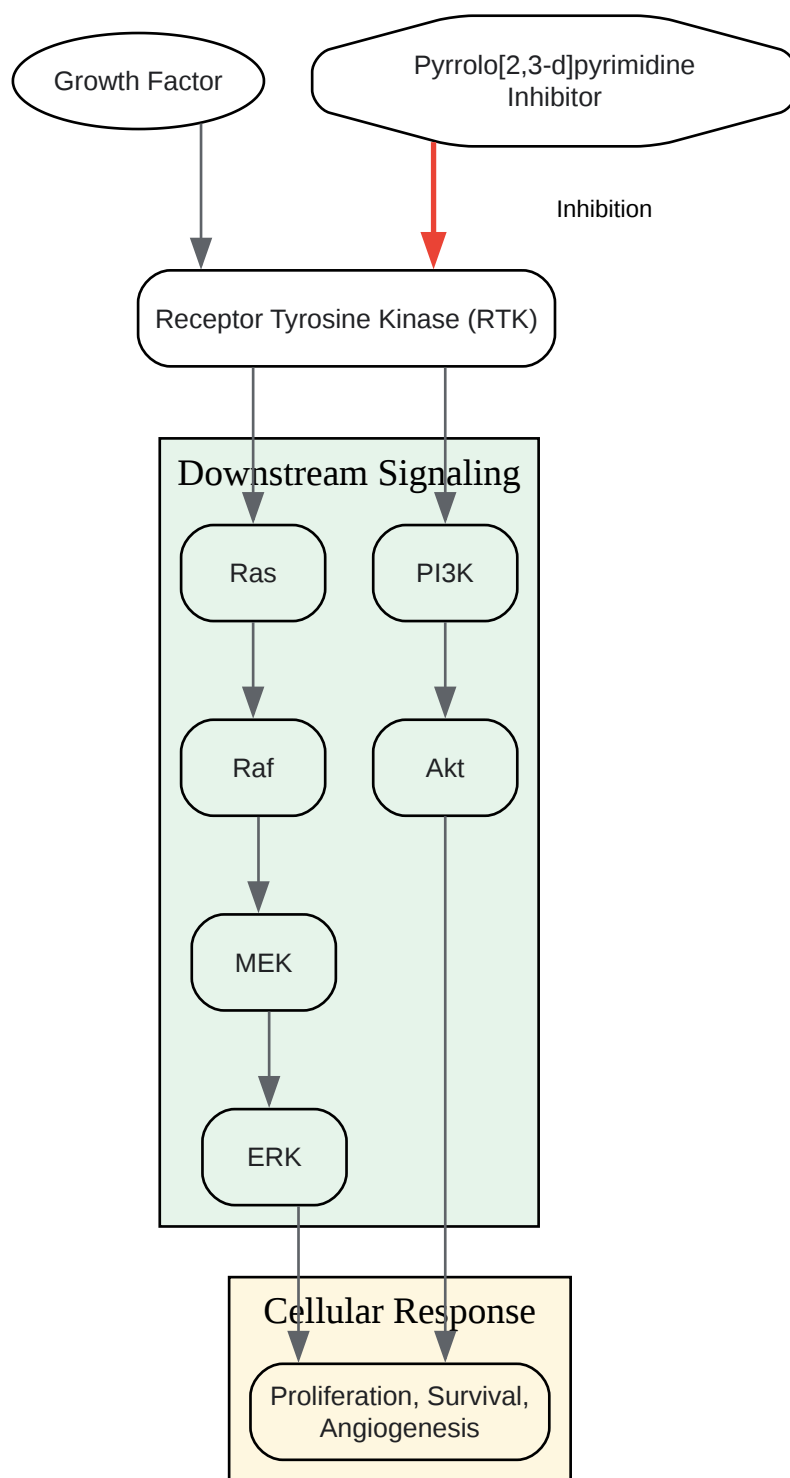 Growth Factor
Pyrrolo[2,3-d]pyrimidine
Inhibitor
Inhibition
Receptor Tyrosine Kinase (RTK)
Downstream Signaling
Ras
PI3K
Raf
Akt
MEK
ERK
Cellular Response
Proliferation, Survival,
Angiogenesis